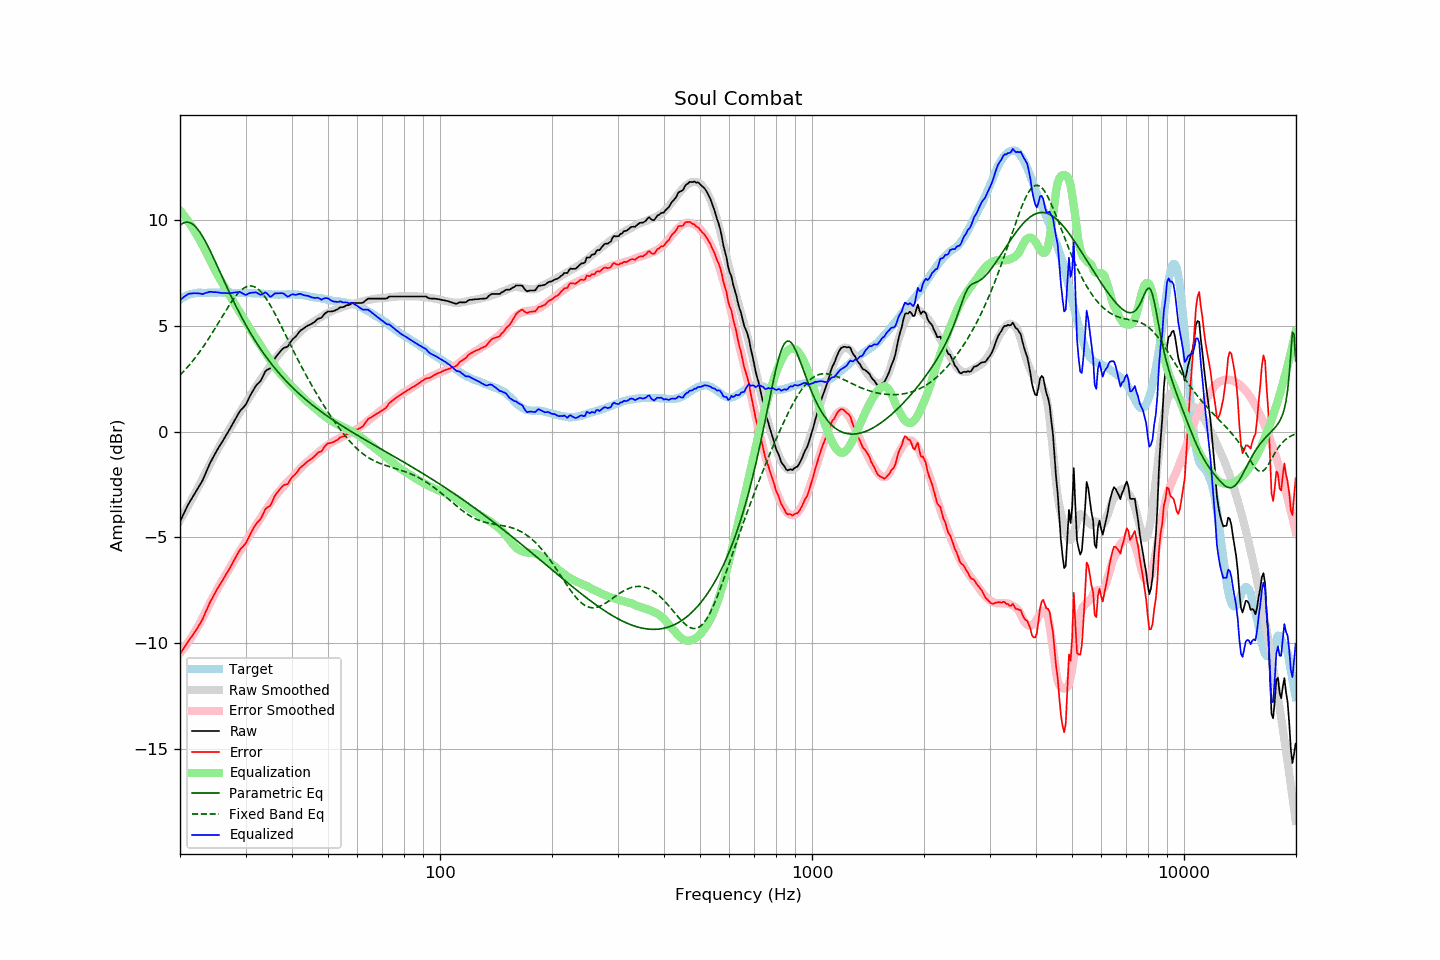 Soul Combat
Amplitude (dBr)
10
5
0
−5
−10
−15
Target
Raw Smoothed
Error Smoothed
Raw
Error
Equalization
Parametric Eq
Fixed Band Eq
Equalized
100
1000
10000
Frequency (Hz)